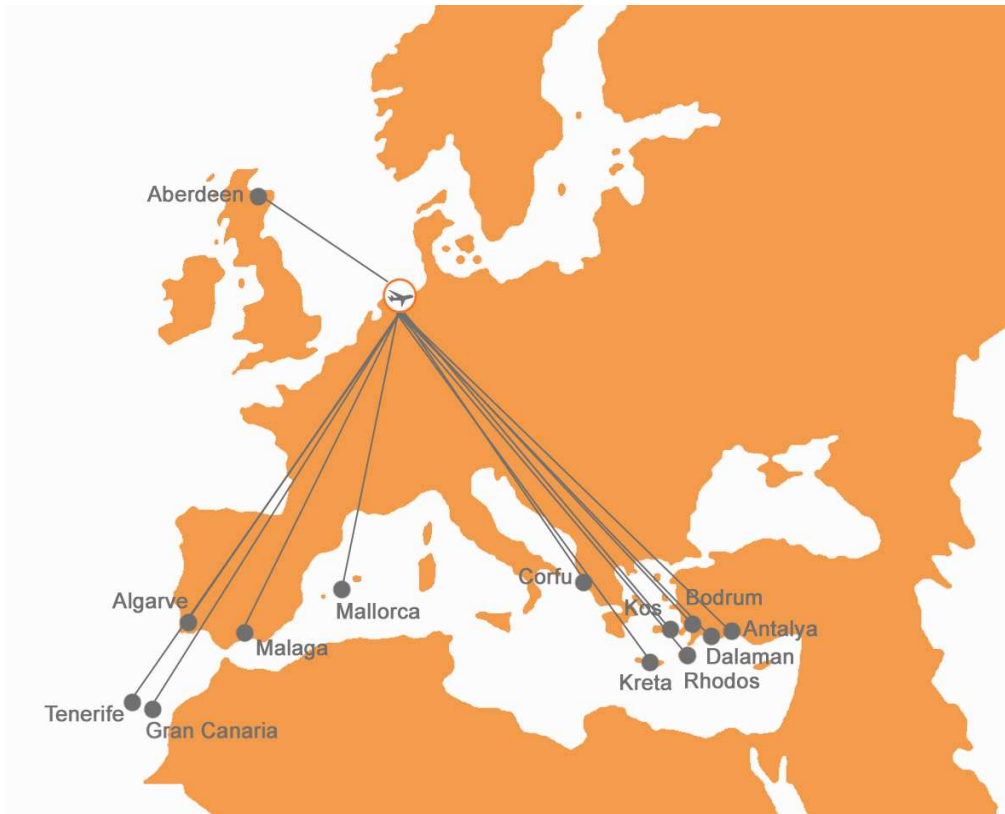 Aberdeen
Corfu
Kos
Bodrum
Algarve
Mallorca
Antalya
Malaga
Dalaman
Kreta
Rhodos
Tenerife
Gran Canaria